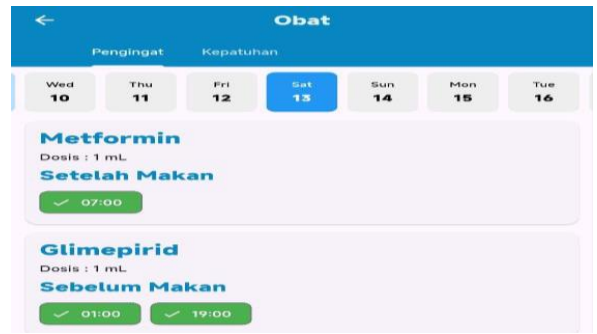 Obat
Pengingat Kepatuhan
Wed Thu Fri Sat Sun Mon Tue
10 11 12 13 14 15 16
Metformin
Dosis : 1 mL
Setelah Makan
07:00
Glimepirid
Dosis : 1 mL
Sebelum Makan
01:00 19:00